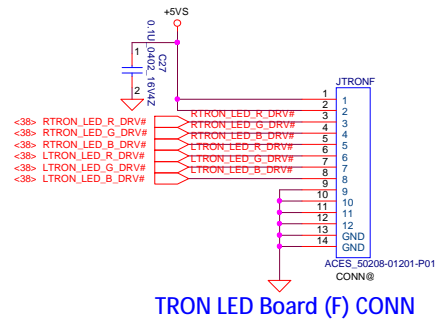 +5VS
1
2
C27
0.1U_0402_16V4Z
JTRONF
<38> RTRON_LED_R_DRV#
<38> RTRON_LED_G_DRV#
<38> RTRON_LED_B_DRV#
<38> LTRON_LED_R_DRV#
<38> LTRON_LED_G_DRV#
<38> LTRON_LED_B_DRV#
RTRON_LED_R_DRV#
RTRON_LED_G_DRV#
RTRON_LED_B_DRV#
LTRON_LED_R_DRV#
LTRON_LED_G_DRV#
LTRON_LED_B_DRV#
1 1
2 2
3 3
4 4
5 5
6 6
7 7
8 8
9 9
10 10
11 11
12 12
13 GND
14 GND
ACES_50208-01201-P01
CONN@
TRON LED Board (F) CONN